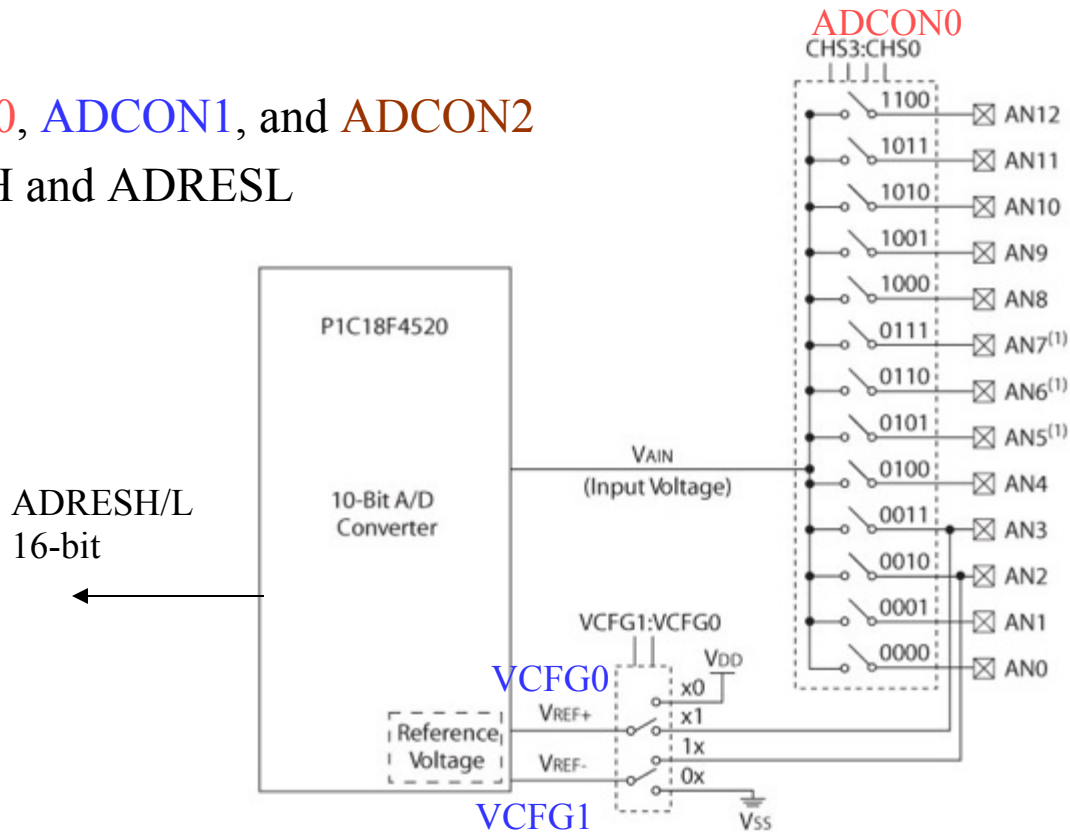 ADCON0
CHS3:CHS0
0, ADCON1, and ADCON2
H and ADRESL
1100 AN12
1011 AN11
1010 AN10
1001 AN9
1000 AN8
0111 AN7(1)
0110 AN6(1)
0101 AN5(1)
0100 AN4
0011 AN3
0010 AN2
0001 AN1
0000 AN0
P1C18F4520
10-Bit A/D
Converter
VAIN
(Input Voltage)
ADRESH/L
16-bit
VCFG1:VCFG0
VDD
VCFG0
x0
VREF+
x1
1x
VREF-
0x
Reference
Voltage
VCFG1
VSS